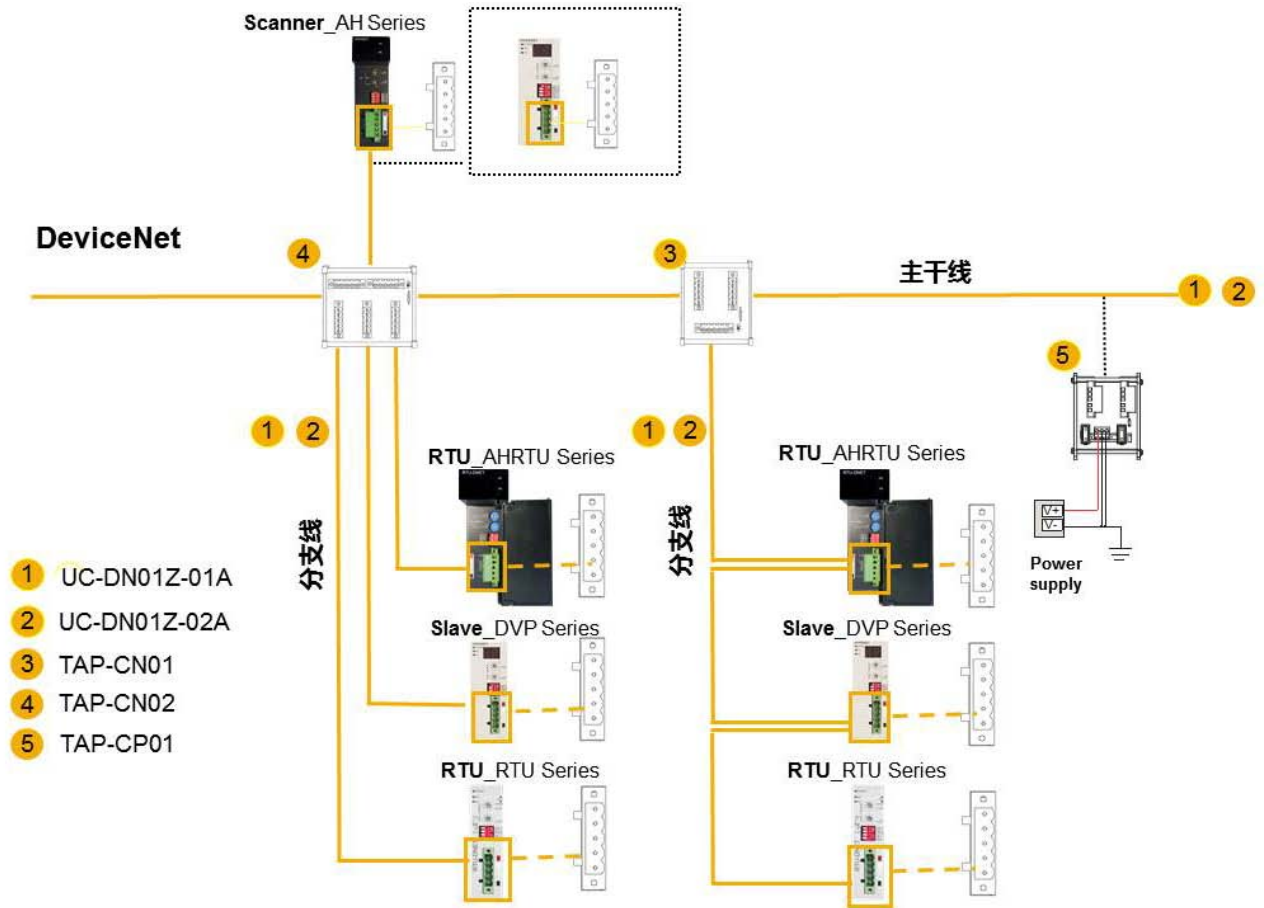 Scanner_AH Series
DeviceNet
4
3
主干线
1 2
5
1 2
1 2
RTU_AHRTU Series
RTU_AHRTU Series
分支线
分支线
V+
V-
Power
supply
Slave_DVP Series
Slave_DVP Series
RTU_RTU Series
RTU_RTU Series
1 UC-DN01Z-01A
2 UC-DN01Z-02A
3 TAP-CN01
4 TAP-CN02
5 TAP-CP01